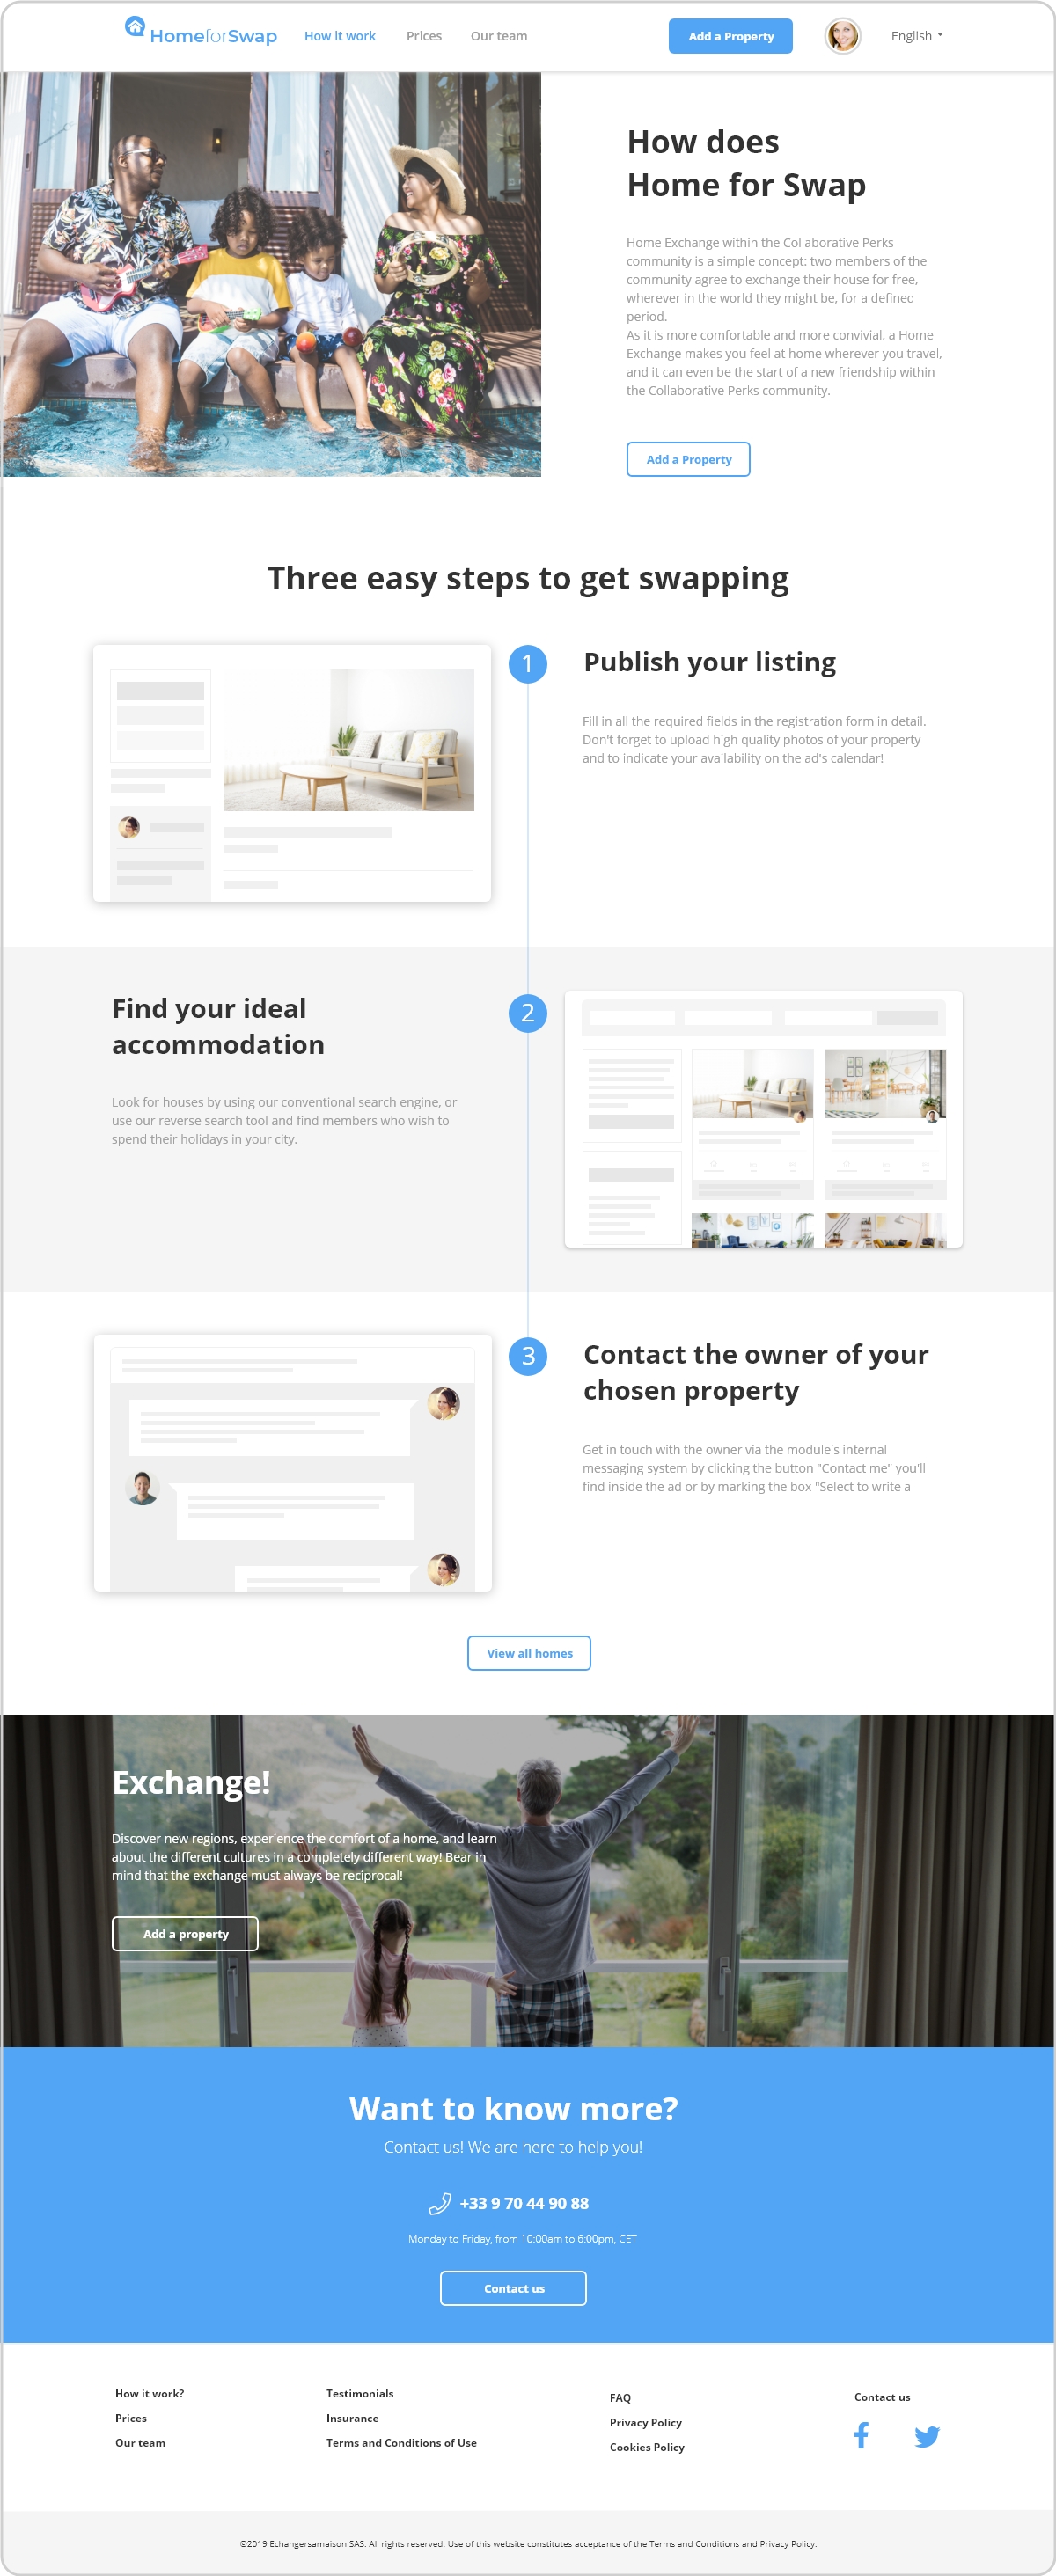 HomeforSwap
How it work
Prices
Our team
Add a Property
English
How does
Home for Swap
Home Exchange within the Collaborative Perks
community is a simple concept: two members of the
community agree to exchange their house for free,
wherever in the world they might be, for a defined
period.
As it is more comfortable and more convivial, a Home
Exchange makes you feel at home wherever you travel,
and it can even be the start of a new friendship within
the Collaborative Perks community.
Add a Property
Three easy steps to get swapping
1
Publish your listing
Fill in all the required fields in the registration form in detail.
Don't forget to upload high quality photos of your property
and to indicate your availability on the ad's calendar!
Find your ideal
accommodation
2
Look for houses by using our conventional search engine, or
use our reverse search tool and find members who wish to
spend their holidays in your city.
3
Contact the owner of your
chosen property
Get in touch with the owner via the module's internal
messaging system by clicking the button "Contact me" you'll
find inside the ad or by marking the box "Select to write a
View all homes
Exchange!
Discover new regions, experience the comfort of a home, and learn
about the different cultures in a completely different way! Bear in
mind that the exchange must always be reciprocal!
Add a property
Want to know more?
Contact us! We are here to help you!
+33 9 70 44 90 88
Monday to Friday, from 10:00am to 6:00pm, CET
Contact us
How it work?
Prices
Our team
Testimonials
Insurance
Terms and Conditions of Use
FAQ
Privacy Policy
Cookies Policy
Contact us
©2019 Echangersamaison SAS. All rights reserved. Use of this website constitutes acceptance of the Terms and Conditions and Privacy Policy.